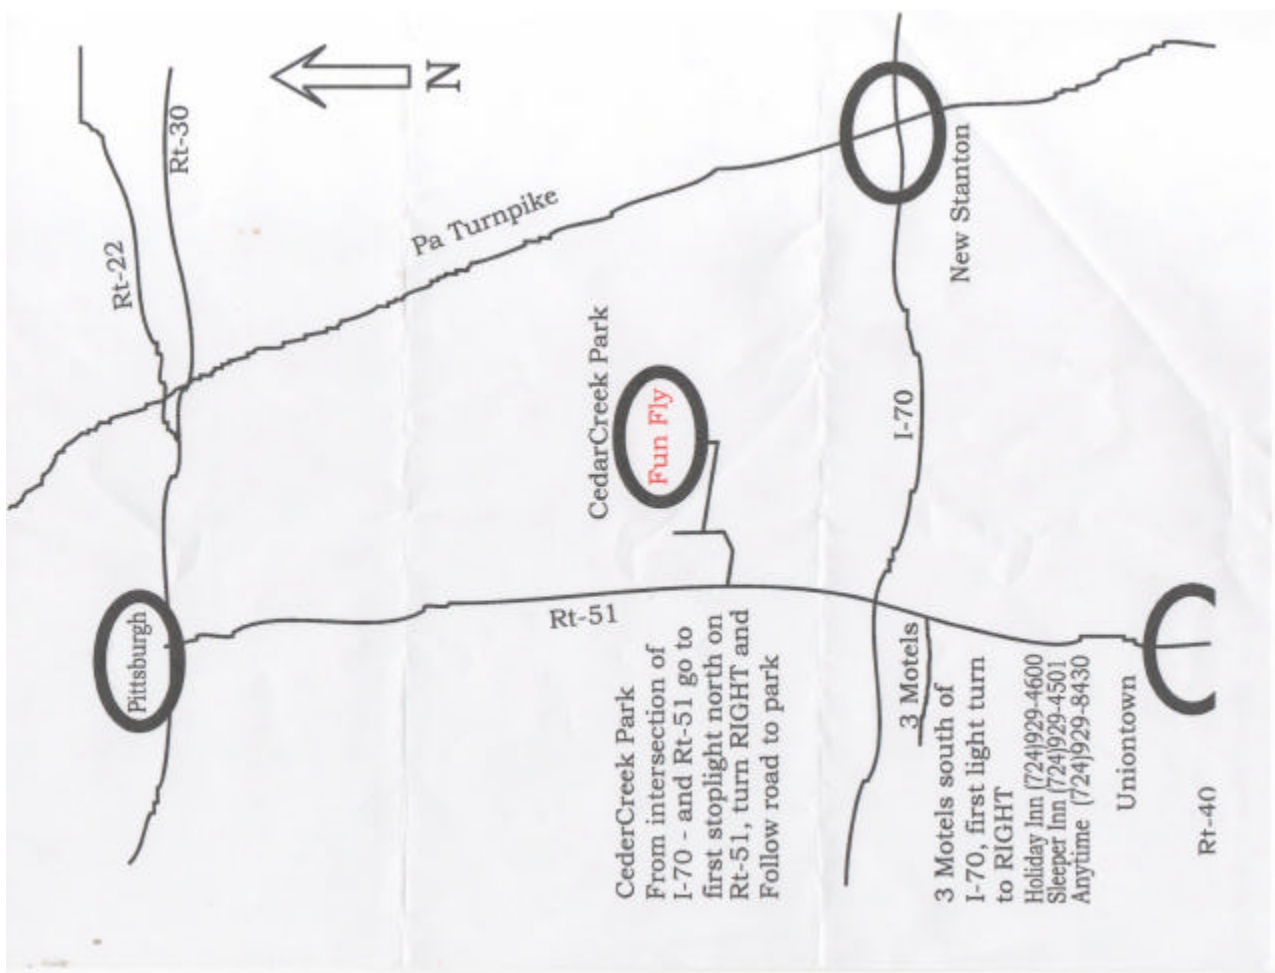 N
Rt-30
Rt-22
Pa Turnpike
New Stanton
CedarCreek Park
Fun Fly
I-70
Pittsburgh
Rt-51
CederCreek Park
From intersection of
I-70 - and Rt-51 go to
first stoplight north on
Rt-51, turn RIGHT and
Follow road to park
3 Motels
3 Motels south of
I-70, first light turn
to RIGHT
Holiday Inn (724)929-4600
Sleeper Inn (724)929-4501
Anytime (724)929-8430
Uniontown
Rt-40